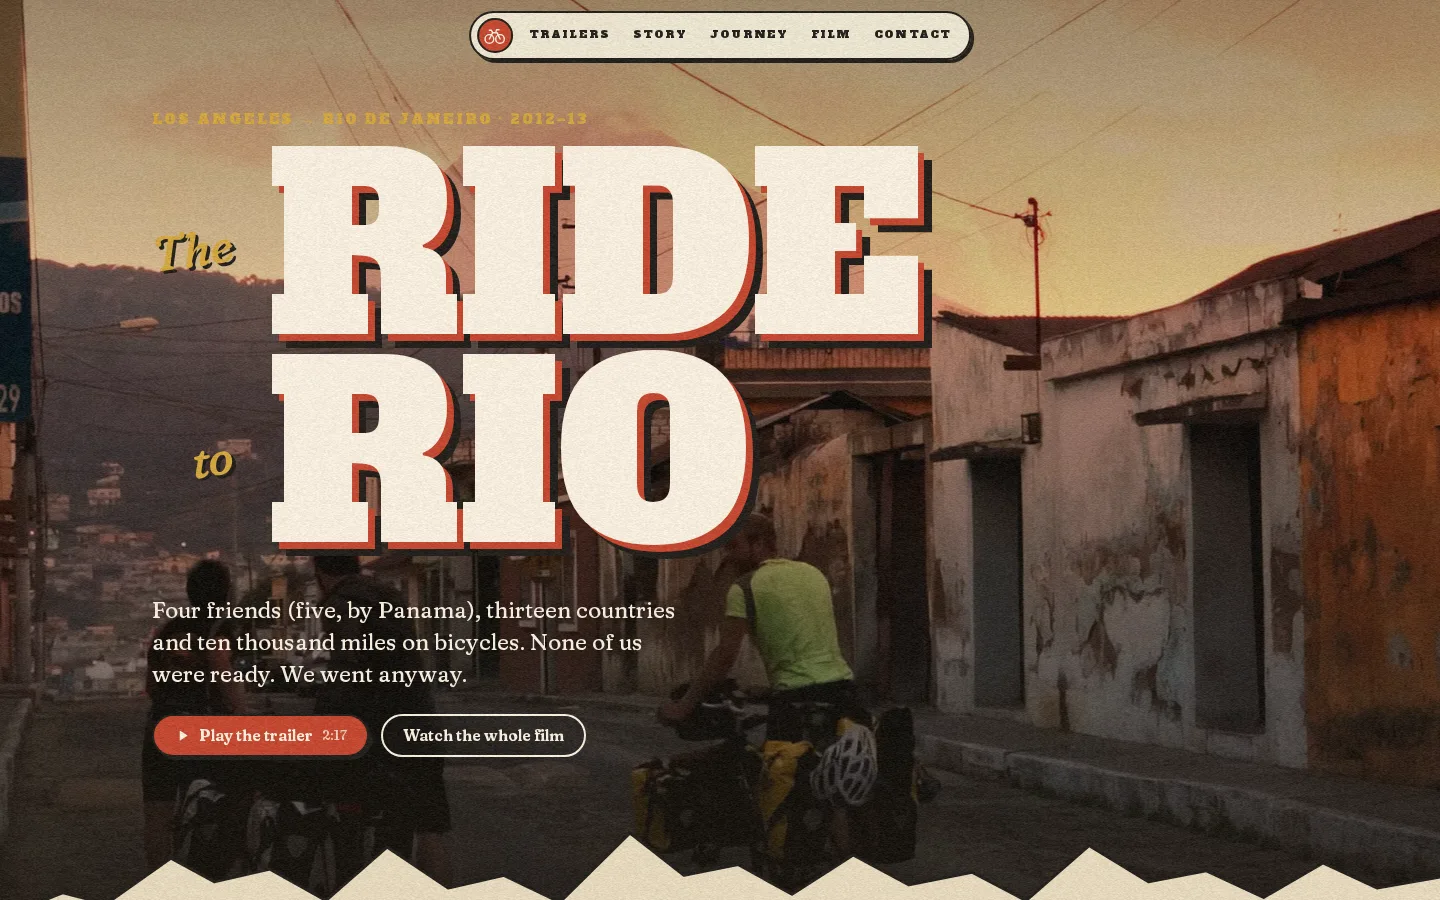 TRAILERS STORY JOURNEY FILM CONTACT
LOS ANGELES RIO DE JANEIRO · 2012–13
The RIDE
to RIO
OS
29
Four friends (five, by Panama), thirteen countries
and ten thousand miles on bicycles. None of us
were ready. We went anyway.
Play the trailer 2:17
Watch the whole film